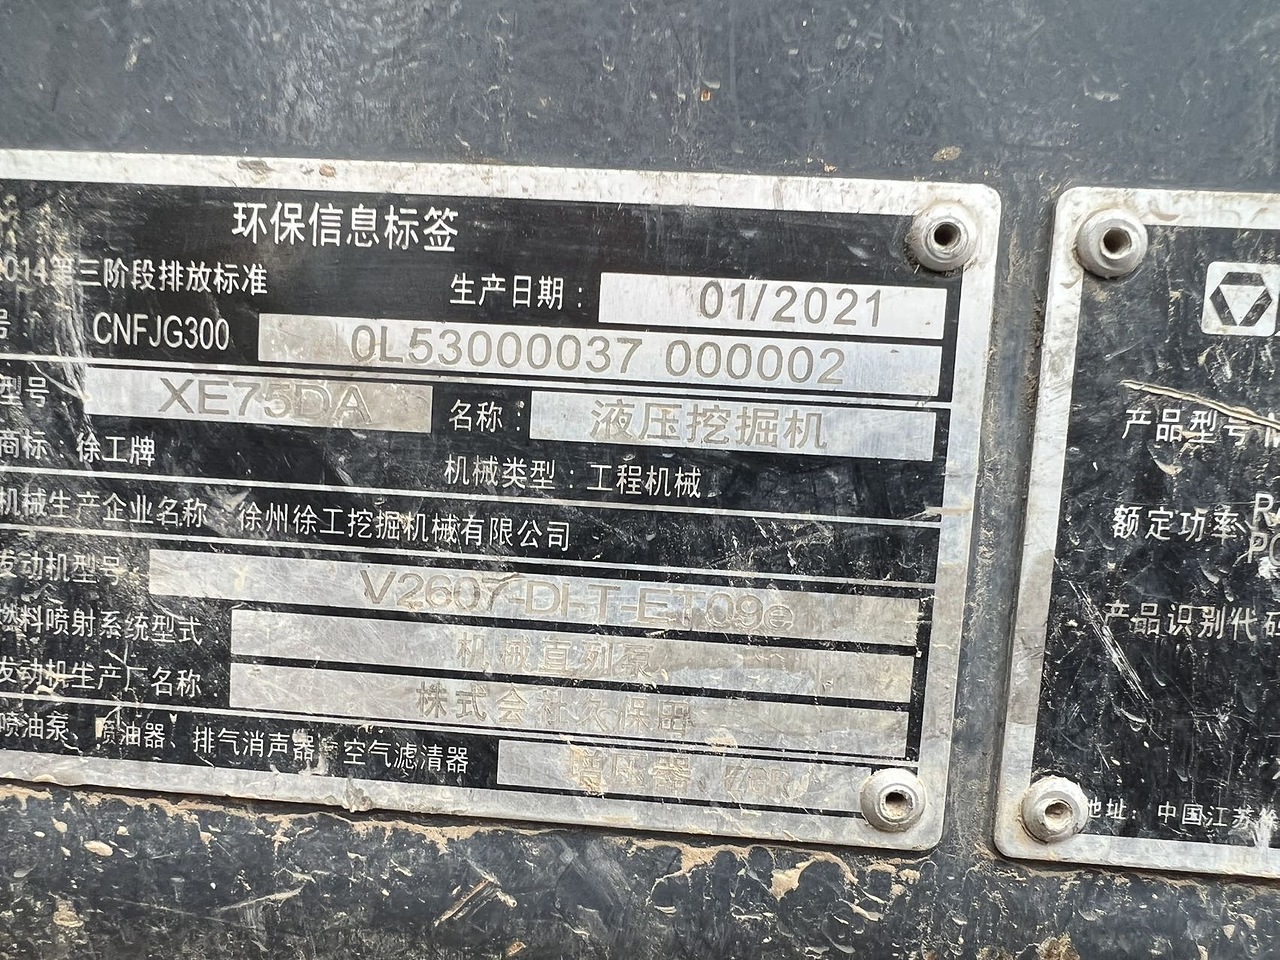 环保信息标签
014第三阶段排放标准 生产日期： 01/2021
号： CNFJG300 0L53000037 000002
型号 XE75DA 名称： 液压挖掘机
商标：徐工牌 机械类型：工程机械
机械生产企业名称 徐州徐工挖掘机械有限公司
发动机型号 V2607-DI-T-ET09e
燃料喷射系统型式 机械直列泵
发动机生产厂名称 株式会社久保田
喷油泵、喷油器、排气消声器、空气滤清器 增压器
产品型号
额定功率
产品识别代码
地址：中国江苏